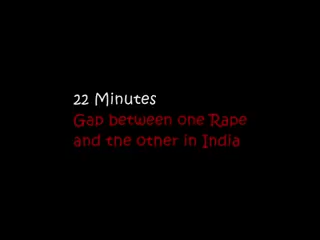 22 Minutes
Gap between one Rape
and the other in India